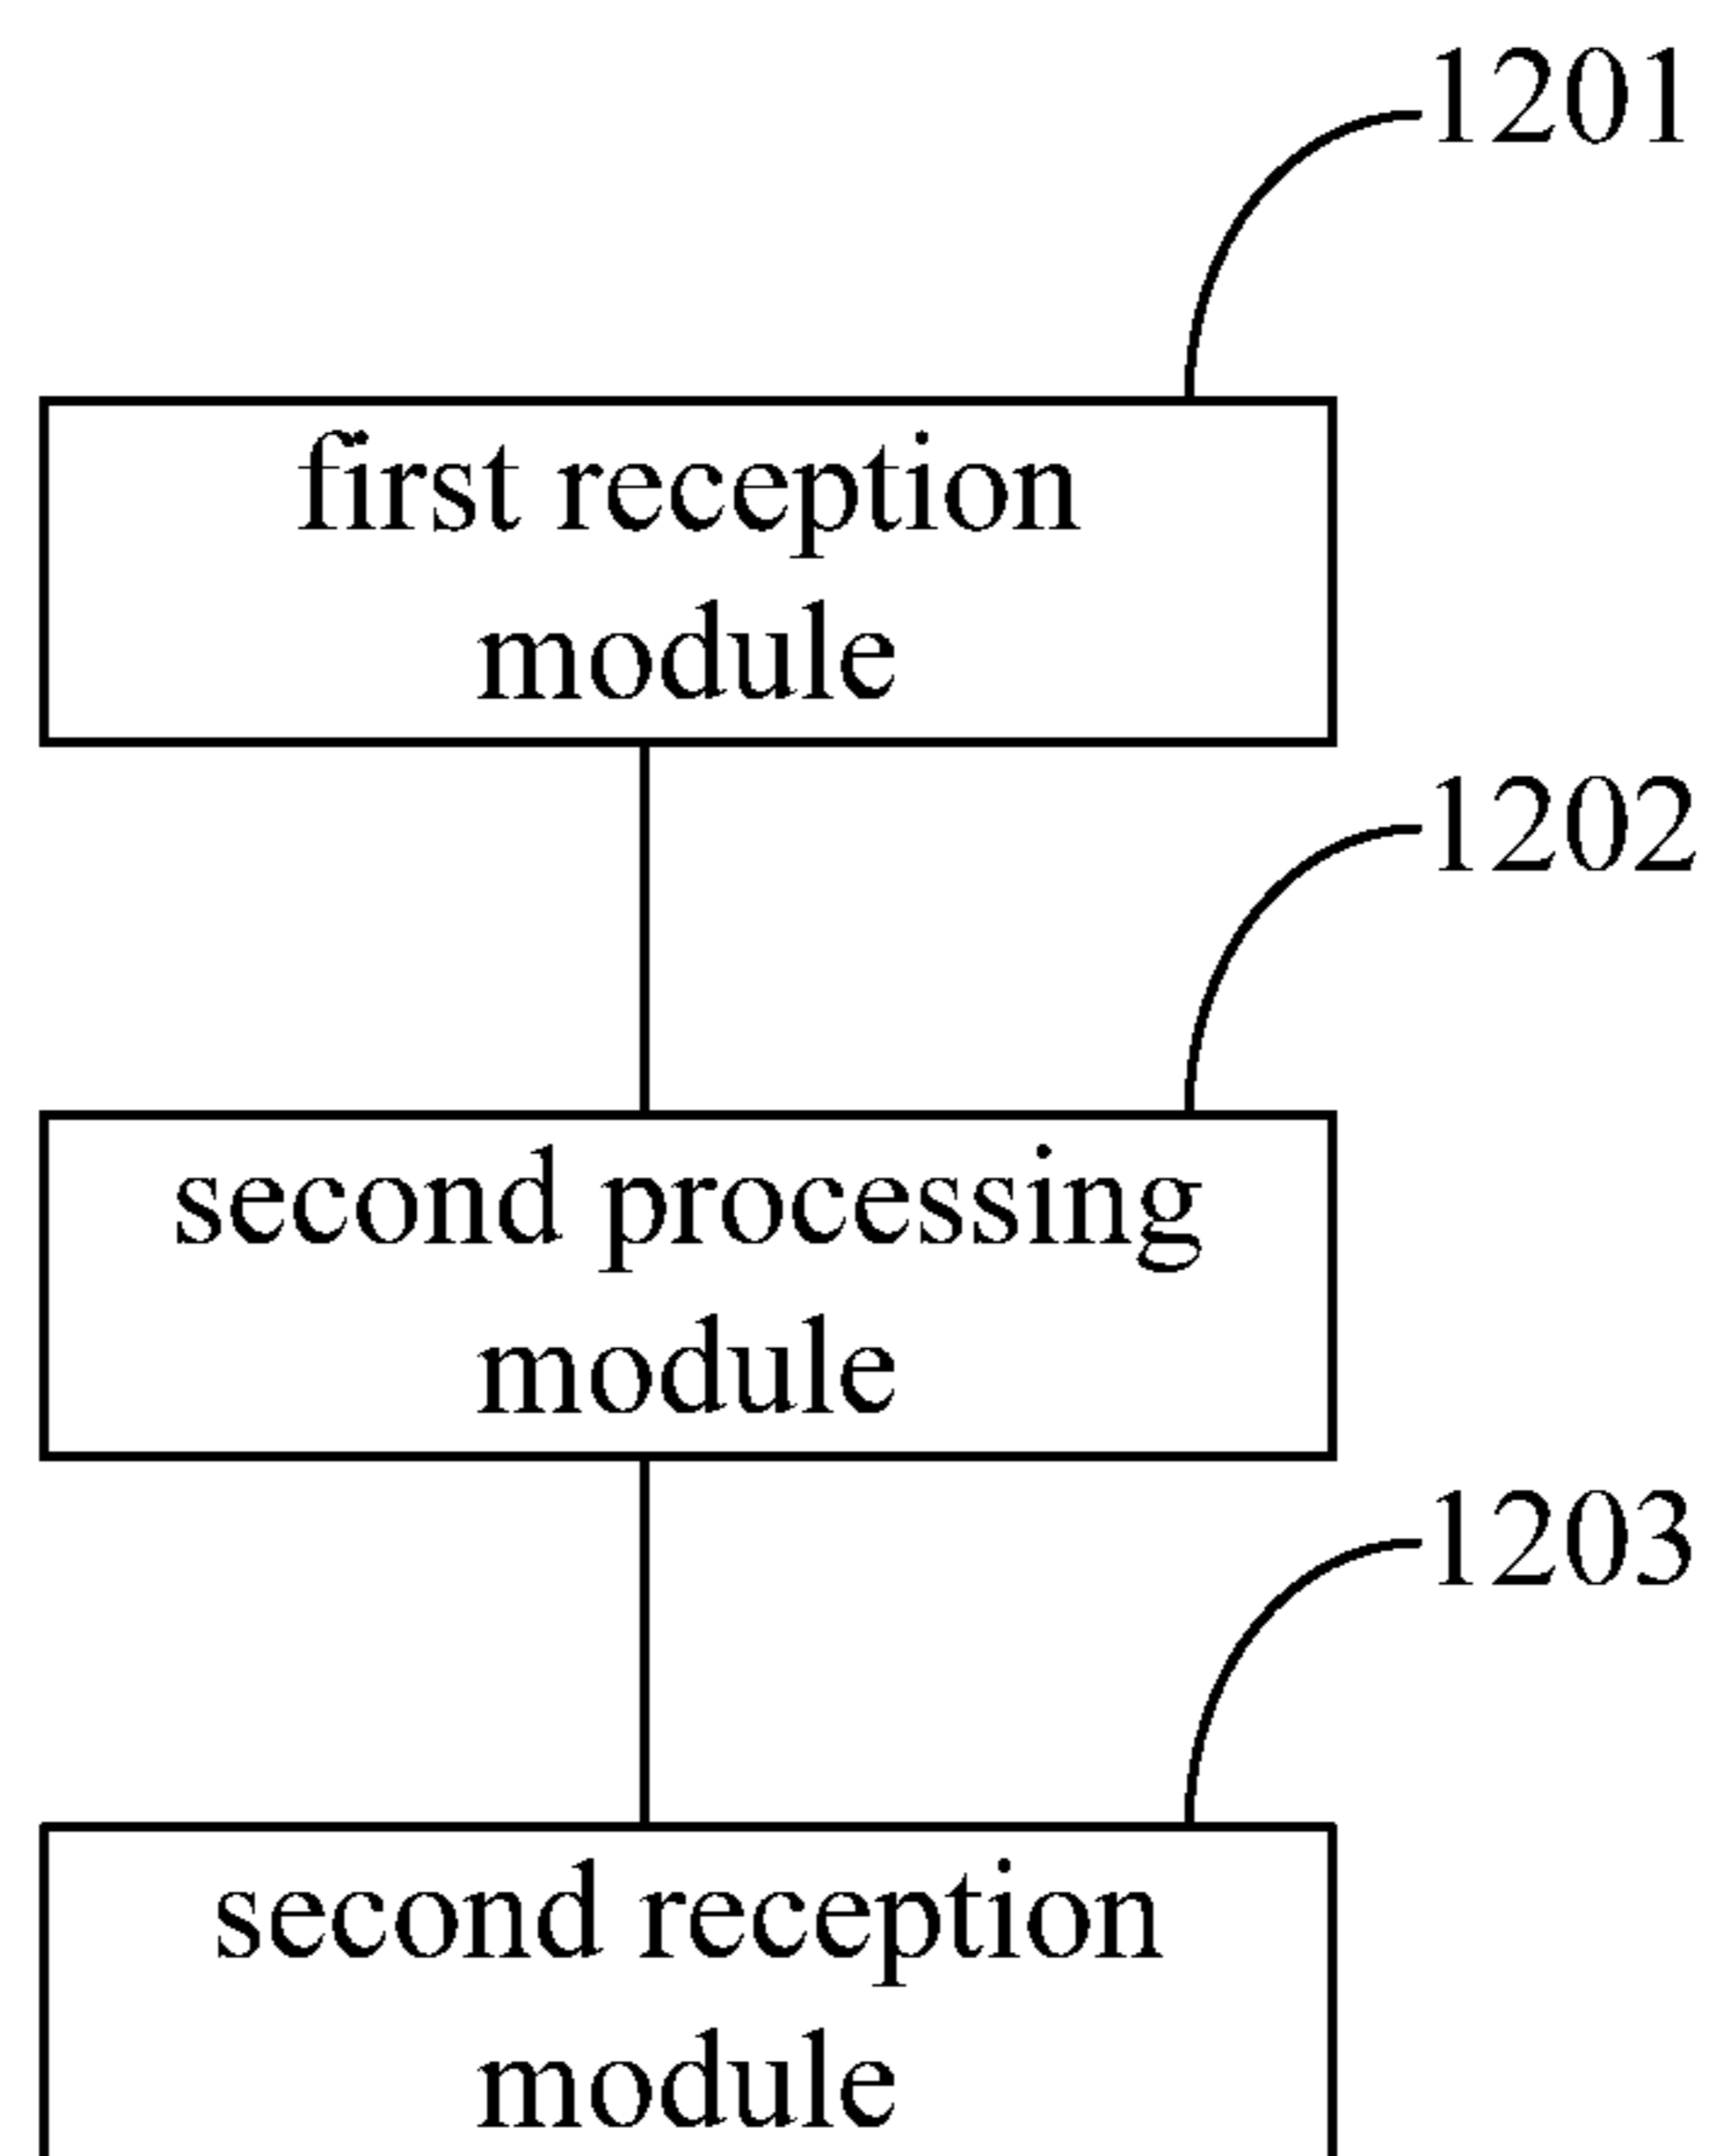 1201
first reception
module
1202
second processing
module
1203
second reception
module